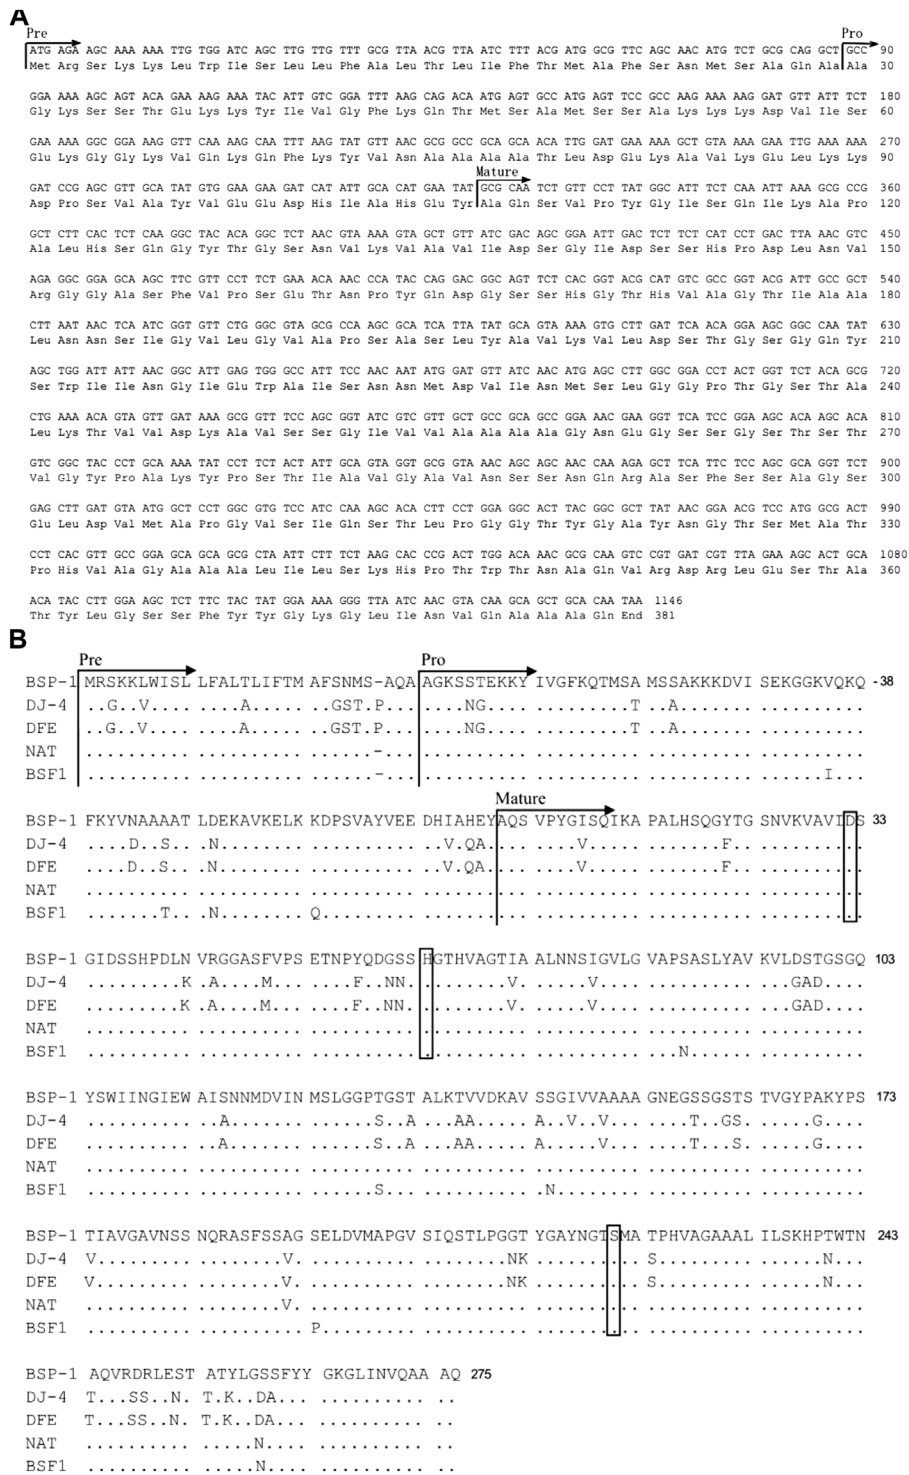 A
Pre Pro
ATG AGA AGC AAA AAA TTG TGG ATC AGC TTG TTG TTT GCG TTA ACG TTA ATC TTT ACG ATG GCG TTC AGC AAC ATG TCT GCG CAG GCT GCC 90
Met Arg Ser Lys Lys Leu Trp Ile Ser Leu Leu Phe Ala Leu Thr Leu Ile Phe Thr Met Ala Phe Ser Asn Met Ser Ala Gln Ala Ala 30
GGA AAA AGC AGT ACA GAA AAG AAA TAC ATT GTC GGA TTT AAG CAG ACA ATG AGT GCC ATG AGT TCC GCC AAG AAA AAG GAT GTT ATT TCT 180
Gly Lys Ser Ser Thr Glu Lys Lys Tyr Ile Val Gly Phe Lys Gln Thr Met Ser Ala Met Ser Ser Ala Lys Lys Lys Asp Val Ile Ser 60
GAA AAA GGC GGA AAG GTT CAA AAG CAA TTT AAG TAT GTT AAC GCG GCC GCA GCA ACA TTG GAT GAA AAA GCT GTA AAA GAA TTG AAA AAA 270
Glu Lys Gly Gly Lys Val Gln Lys Gln Phe Lys Tyr Val Asn Ala Ala Ala Ala Thr Leu Asp Glu Lys Ala Val Lys Glu Leu Lys Lys 90
Mature
GAT CCG AGC GTT GCA TAT GTG GAA GAA GAT CAT ATT GCA CAT GAA TAT GCG CAA TCT GTT CCT TAT GGC ATT TCT CAA ATT AAA GCG CCG 360
Asp Pro Ser Val Ala Tyr Val Glu Glu Asp His Ile Ala His Glu Tyr Ala Gln Ser Val Pro Tyr Gly Ile Ser Gln Ile Lys Ala Pro 120
GCT CTT CAC TCT CAA GGC TAC ACA GGC TCT AAC GTA AAA GTA GCT GTT ATC GAC AGC GGA ATT GAC TCT TCT CAT CCT GAC TTA AAC GTC 450
Ala Leu His Ser Gln Gly Tyr Thr Gly Ser Asn Val Lys Val Ala Val Ile Asp Ser Gly Ile Asp Ser Ser His Pro Asp Leu Asn Val 150
AGA GGC GGA GCA AGC TTC GTT CCT TCT GAA ACA AAC CCA TAC CAG GAC GGC AGT TCT CAC GGT ACG CAT GTC GCC GGT ACG ATT GCC GCT 540
Arg Gly Gly Ala Ser Phe Val Pro Ser Glu Thr Asn Pro Tyr Gln Asp Gly Ser Ser His Gly Thr His Val Ala Gly Thr Ile Ala Ala 180
CTT AAT AAC TCA ATC GGT GTT CTG GGC GTA GCG CCA AGC GCA TCA TTA TAT GCA GTA AAA GTG CTT GAT TCA ACA GGA AGC GGC CAA TAT 630
Leu Asn Asn Ser Ile Gly Val Leu Gly Val Ala Pro Ser Ala Ser Leu Tyr Ala Val Lys Val Leu Asp Ser Thr Gly Ser Gly Gln Tyr 210
AGC TGG ATT ATT AAC GGC ATT GAG TGG GCC ATT TCC AAC AAT ATG GAT GTT ATC AAC ATG AGC CTT GGC GGA CCT ACT GGT TCT ACA GCG 720
Ser Trp Ile Ile Asn Gly Ile Glu Trp Ala Ile Ser Asn Asn Met Asp Val Ile Asn Met Ser Leu Gly Gly Pro Thr Gly Ser Thr Ala 240
CTG AAA ACA GTA GTT GAT AAA GCG GTT TCC AGC GGT ATC GTC GTT GCT GCC GCA GCC GGA AAC GAA GGT TCA TCC GGA AGC ACA AGC ACA 810
Leu Lys Thr Val Val Asp Lys Ala Val Ser Ser Gly Ile Val Val Ala Ala Ala Ala Gly Asn Glu Gly Ser Ser Gly Ser Thr Ser Thr 270
GTC GGC TAC CCT GCA AAA TAT CCT TCT ACT ATT GCA GTA GGT GCG GTA AAC AGC AGC AAC CAA AGA GCT TCA TTC TCC AGC GCA GGT TCT 900
Val Gly Tyr Pro Ala Lys Tyr Pro Ser Thr Ile Ala Val Gly Ala Val Asn Ser Ser Asn Gln Arg Ala Ser Phe Ser Ser Ala Gly Ser 300
GAG CTT GAT GTA ATG GCT CCT GGC GTG TCC ATC CAA AGC ACA CTT CCT GGA GGC ACT TAC GGC GCT TAT AAC GGA ACG TCC ATG GCG ACT 990
Glu Leu Asp Val Met Ala Pro Gly Val Ser Ile Gln Ser Thr Leu Pro Gly Gly Thr Tyr Gly Ala Tyr Asn Gly Thr Ser Met Ala Thr 330
CCT CAC GTT GCC GGA GCA GCA GCG CTA ATT CTT TCT AAG CAC CCG ACT TGG ACA AAC GCG CAA GTC CGT GAT CGT TTA GAA AGC ACT GCA 1080
Pro His Val Ala Gly Ala Ala Ala Leu Ile Leu Ser Lys His Pro Thr Trp Thr Asn Ala Gln Val Arg Asp Arg Leu Glu Ser Thr Ala 360
ACA TAC CTT GGA AGC TCT TTC TAC TAT GGA AAA GGG TTA ATC AAC GTA CAA GCA GCT GCA CAA TAA 1146
Thr Tyr Leu Gly Ser Ser Phe Tyr Tyr Gly Lys Gly Leu Ile Asn Val Gln Ala Ala Ala Gln End 381
B
Pre Pro
BSP-1 MRSKKLWISL LFALTLIFTM AFSNMS-AQA AGKSSTEKKY IVGFKQTMSA MSSAKKKDVI SEKGGKVQKQ -38
DJ-4 ..G..V.... ..A....... ..GST.P... ...NG..... .........T ..A....... ..........
DFE ..G..V.... ..A....... ..GST.P... ...NG..... .........T ..A....... ..........
NAT .......... .......... ......-... .......... .......... .......... ..........
BSF1 .......... .......... ......-... .......... .......... .......... .......I..
Mature
BSP-1 FKYVNAAAAT LDEKAVKELK KDPSVAYVEE DHIAHEYAQS VPYGISQIKA PALHSQGYTG SNVKVAVIDS 33
DJ-4 ....D..S.. .N........ .......... ..V.QA.... ....V..... .......F.. ..........
DFE ....D..S.. .N........ .......... ..V.QA.... ....V..... .......F.. ..........
NAT .......... .......... .......... .......... .......... .......... ..........
BSF1 .......T.. .N........ Q......... .......... .......... .......... ..........
BSP-1 GIDSSHPDLN VRGGASFVPS ETNPYQDGSS HGTHVAGTIA ALNNSIGVLG VAPSASLYAV KVLDSTGSGQ 103
DJ-4 .........K .A...M.... ....F..NN. ........V. .....V.... .......... ....GAD...
DFE .........K .A...M.... ....F..NN. ........V. .....V.... .......... ....GAD...
NAT .......... .......... .......... .......... .......... .......... ..........
BSF1 .......... .......... .......... .......... .......... ...N...... ..........
BSP-1 YSWIINGIEW AISNNMDVIN MSLGGPTGST ALKTVVDKAV SSGIVVAAAA GNEGSSGSTS STVGYPAKYPS 173
DJ-4 .......... ..A....... ......S..A ...AA..... A..V..V... ....T..GS. ......G....
DFE .......... ..A....... ......S..A ...AA..... A.....V... ....T...S. ......G....
NAT .......... .......... .......... .......... .......... .......... ..........
BSF1 .......... .......... ......S... .......... .N........ .......... ..........
BSP-1 TIAVGAVNSS NQRASFSSAG SELDVMAPGV SIQSTLPGGT YGAYNGTSMA TPHVAGAAAL ILSKHPTWTN 243
DJ-4 V......... ........V. .......... .......NK. .......... .S........ .......N..
DFE V......... ........V. .......... .......NK. .......... .S........ .......N..
NAT .......... ........V. .......... .......... .......... .......... ..........
BSF1 .......... .......... P......... .......... .......... .......... ..........
BSP-1 AQVRDRLEST ATYLGSSFYY GKGLINVQAA AQ 275
DJ-4 T...SS..N. T.K..DA... .......... ..
DFE T...SS..N. T.K..DA... .......... ..
NAT .......... .....N.... .......... ..
BSF1 .......... .....N.... .......... ..